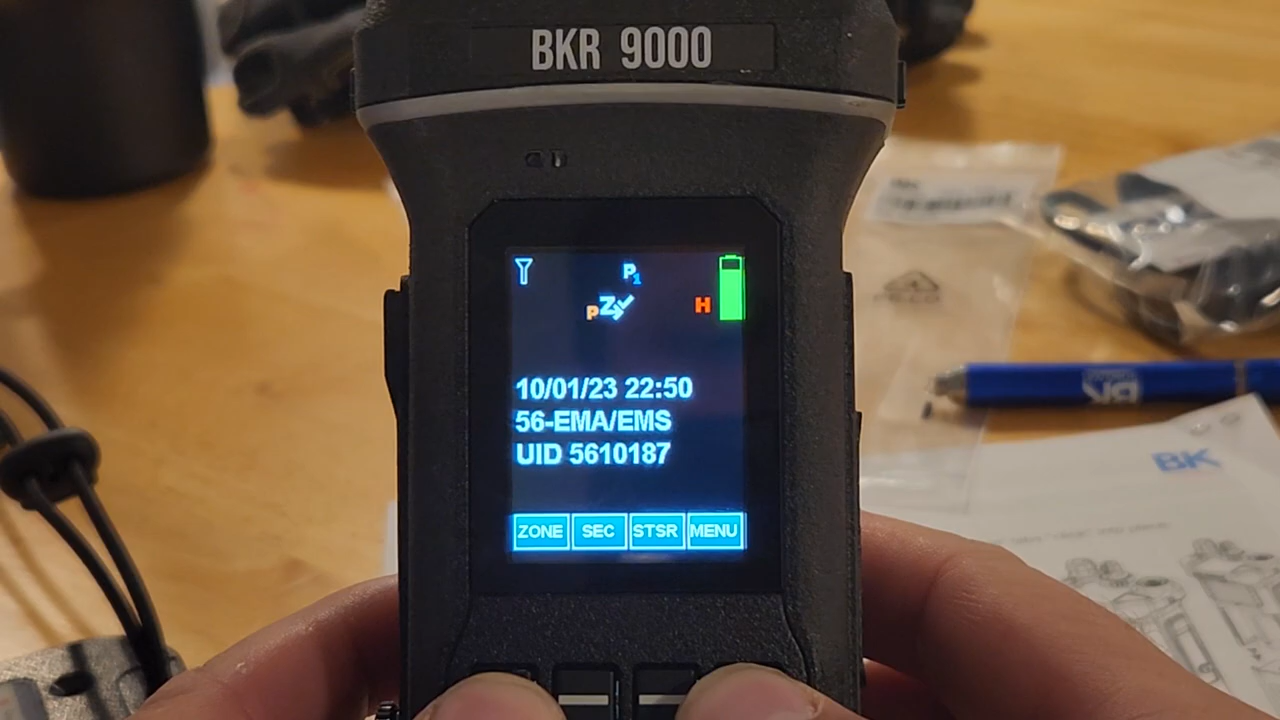 BKR 9000
P1
PZ
H
10/01/23 22:50
56-EMA/EMS
UID 5610187
ZONE SEC STSR MENU
BK
BK